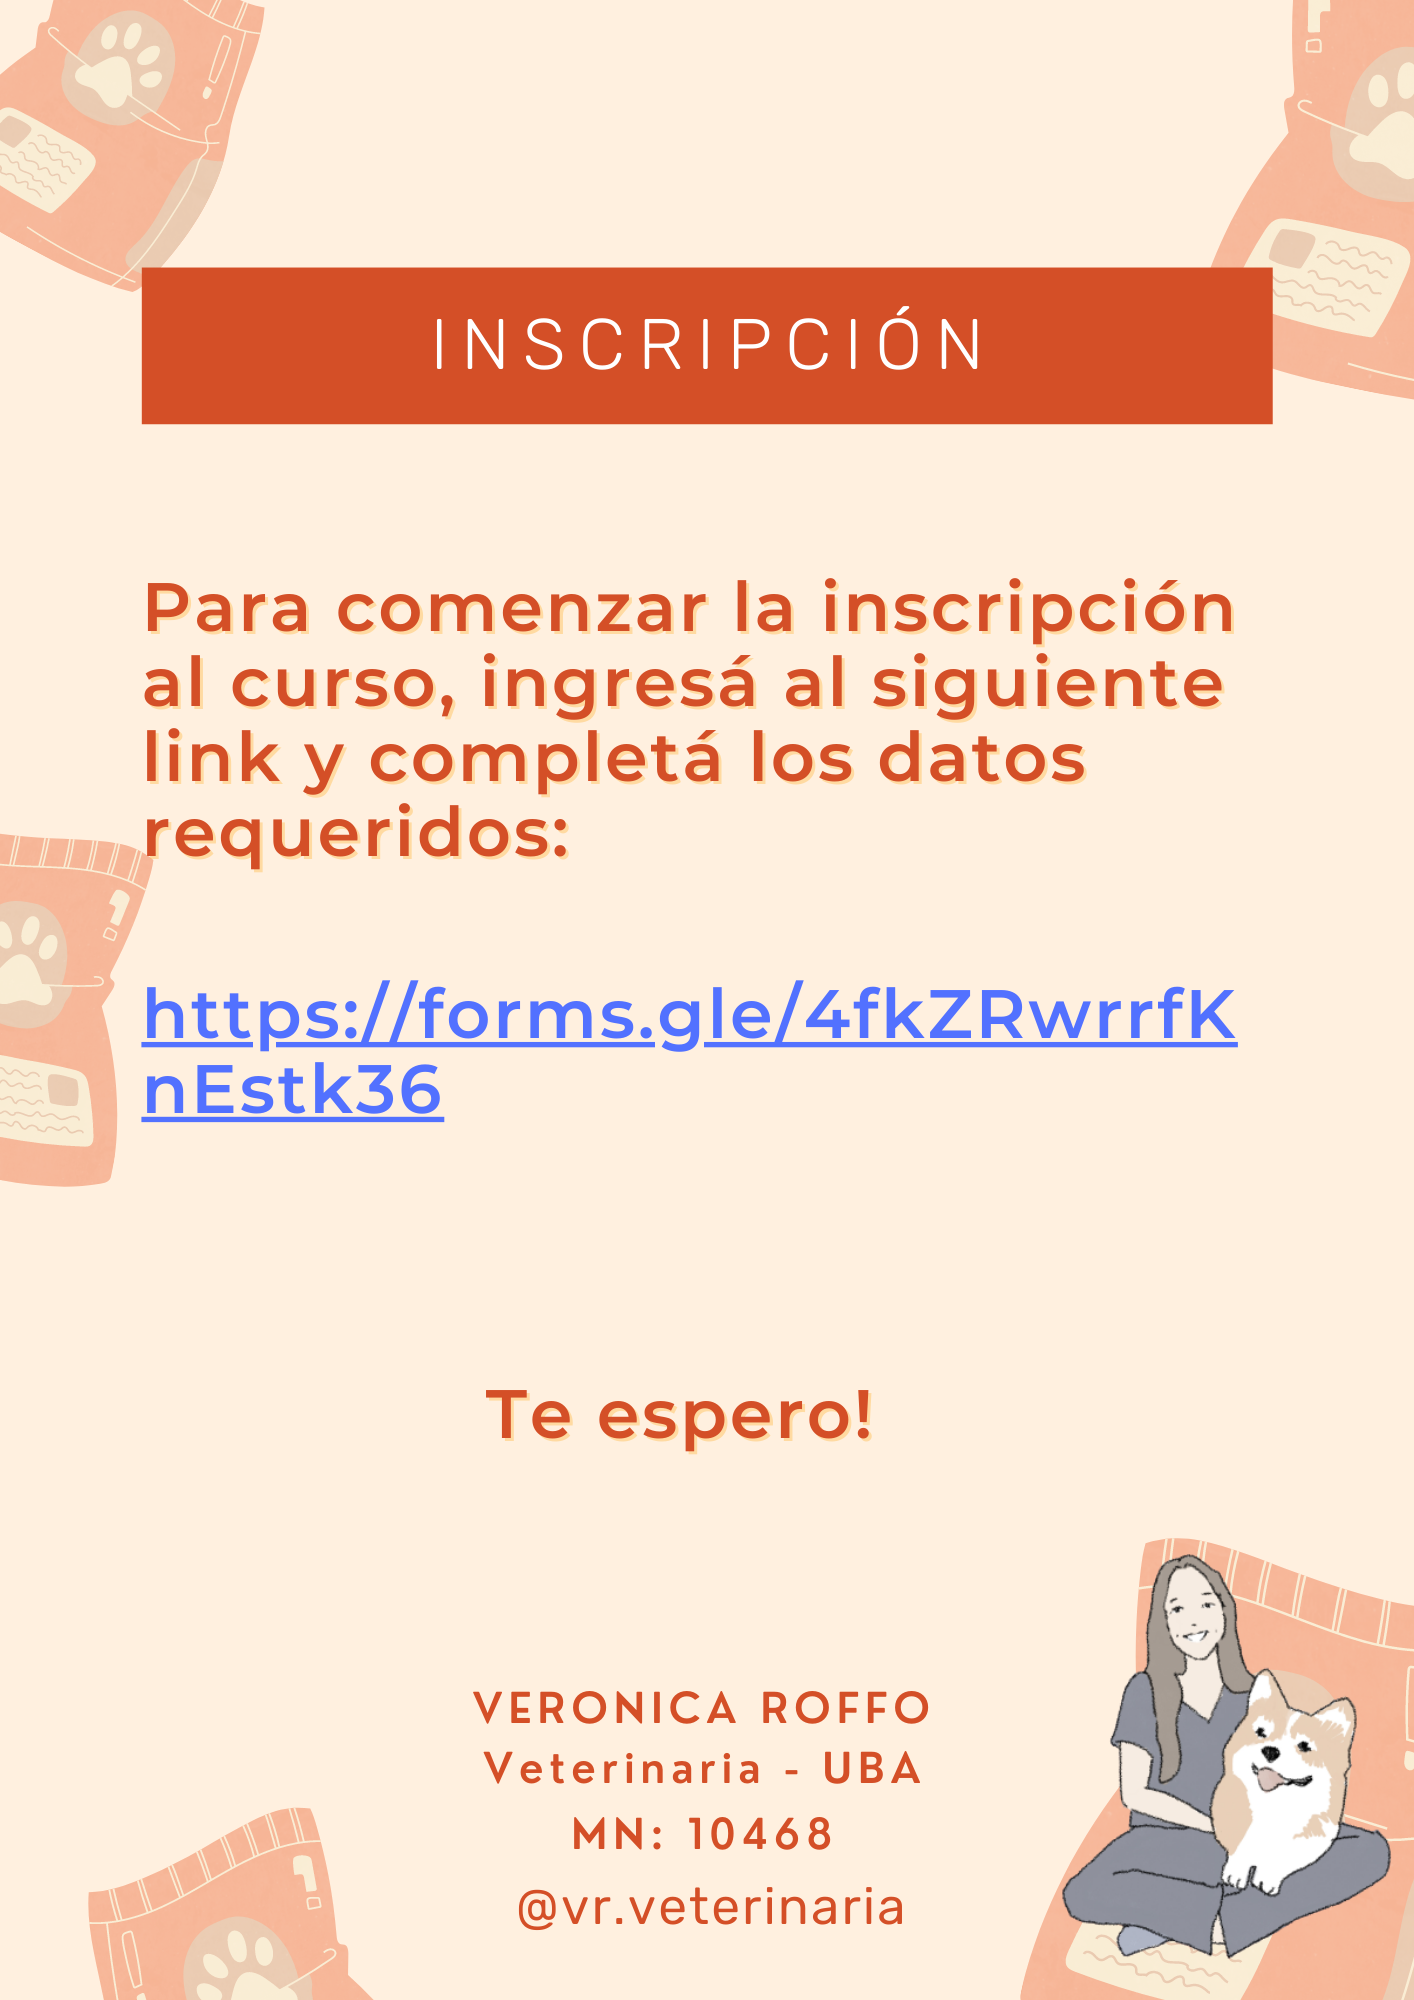 INSCRIPCIÓN
Para comenzar la inscripción
al curso, ingresá al siguiente
link y completá los datos
requeridos:
https://forms.gle/4fkZRwrrfK
nEstk36
Te espero!
VERONICA ROFFO
Veterinaria - UBA
MN: 10468
@vr.veterinaria